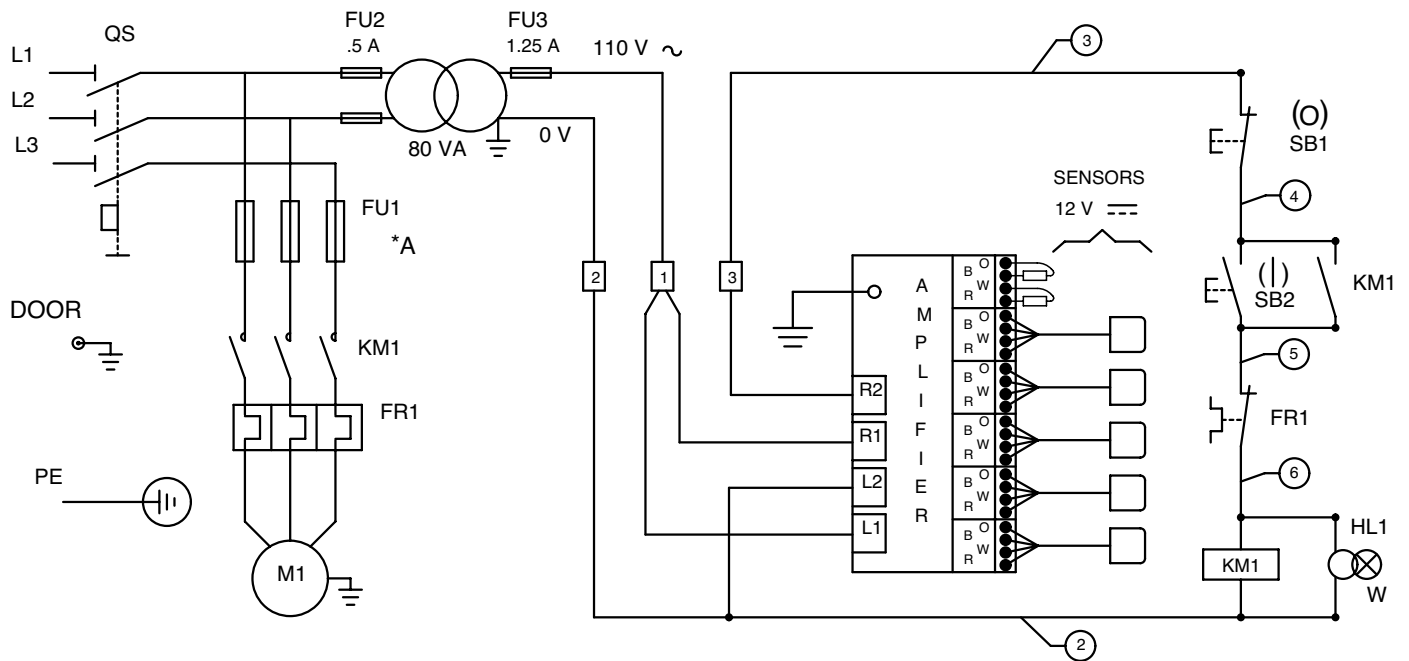 QS
L1
L2
L3
FU2
.5 A
FU3
1.25 A
110 V ~
80 VA
0 V
FU1
*A
DOOR
KM1
FR1
PE
M1
2
1
3
AMPLIFIER
R2
R1
L2
L1
B O
R W
B O
R W
B O
R W
B O
R W
B O
R W
B O
R W
SENSORS
12 V
3
(O)
SB1
4
(|)
SB2
KM1
5
FR1
6
KM1
HL1
W
2